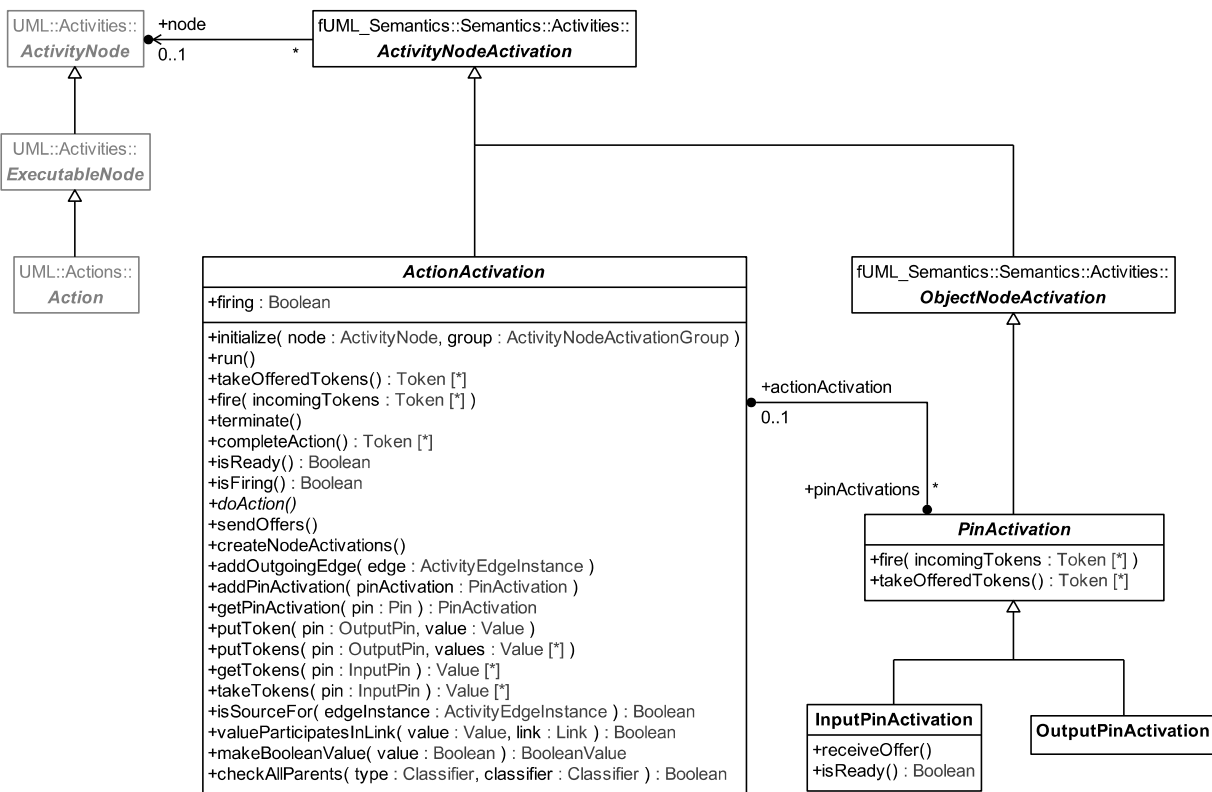 UML::Activities::
ActivityNode
+node
0..1
*
fUML_Semantics::Semantics::Activities::
ActivityNodeActivation
UML::Activities::
ExecutableNode
UML::Actions::
Action
ActionActivation
+firing : Boolean
+initialize( node : ActivityNode, group : ActivityNodeActivationGroup )
+run()
+takeOfferedTokens() : Token [*]
+fire( incomingTokens : Token [*] )
+terminate()
+completeAction() : Token [*]
+isReady() : Boolean
+isFiring() : Boolean
+doAction()
+sendOffers()
+createNodeActivations()
+addOutgoingEdge( edge : ActivityEdgeInstance )
+addPinActivation( pinActivation : PinActivation )
+getPinActivation( pin : Pin ) : PinActivation
+putToken( pin : OutputPin, value : Value )
+putTokens( pin : OutputPin, values : Value [*] )
+getTokens( pin : InputPin ) : Value [*]
+takeTokens( pin : InputPin ) : Value [*]
+isSourceFor( edgeInstance : ActivityEdgeInstance ) : Boolean
+valueParticipatesInLink( value : Value, link : Link ) : Boolean
+makeBooleanValue( value : Boolean ) : BooleanValue
+checkAllParents( type : Classifier, classifier : Classifier ) : Boolean
fUML_Semantics::Semantics::Activities::
ObjectNodeActivation
+actionActivation
0..1
+pinActivations
*
PinActivation
+fire( incomingTokens : Token [*] )
+takeOfferedTokens() : Token [*]
InputPinActivation
+receiveOffer()
+isReady() : Boolean
OutputPinActivation